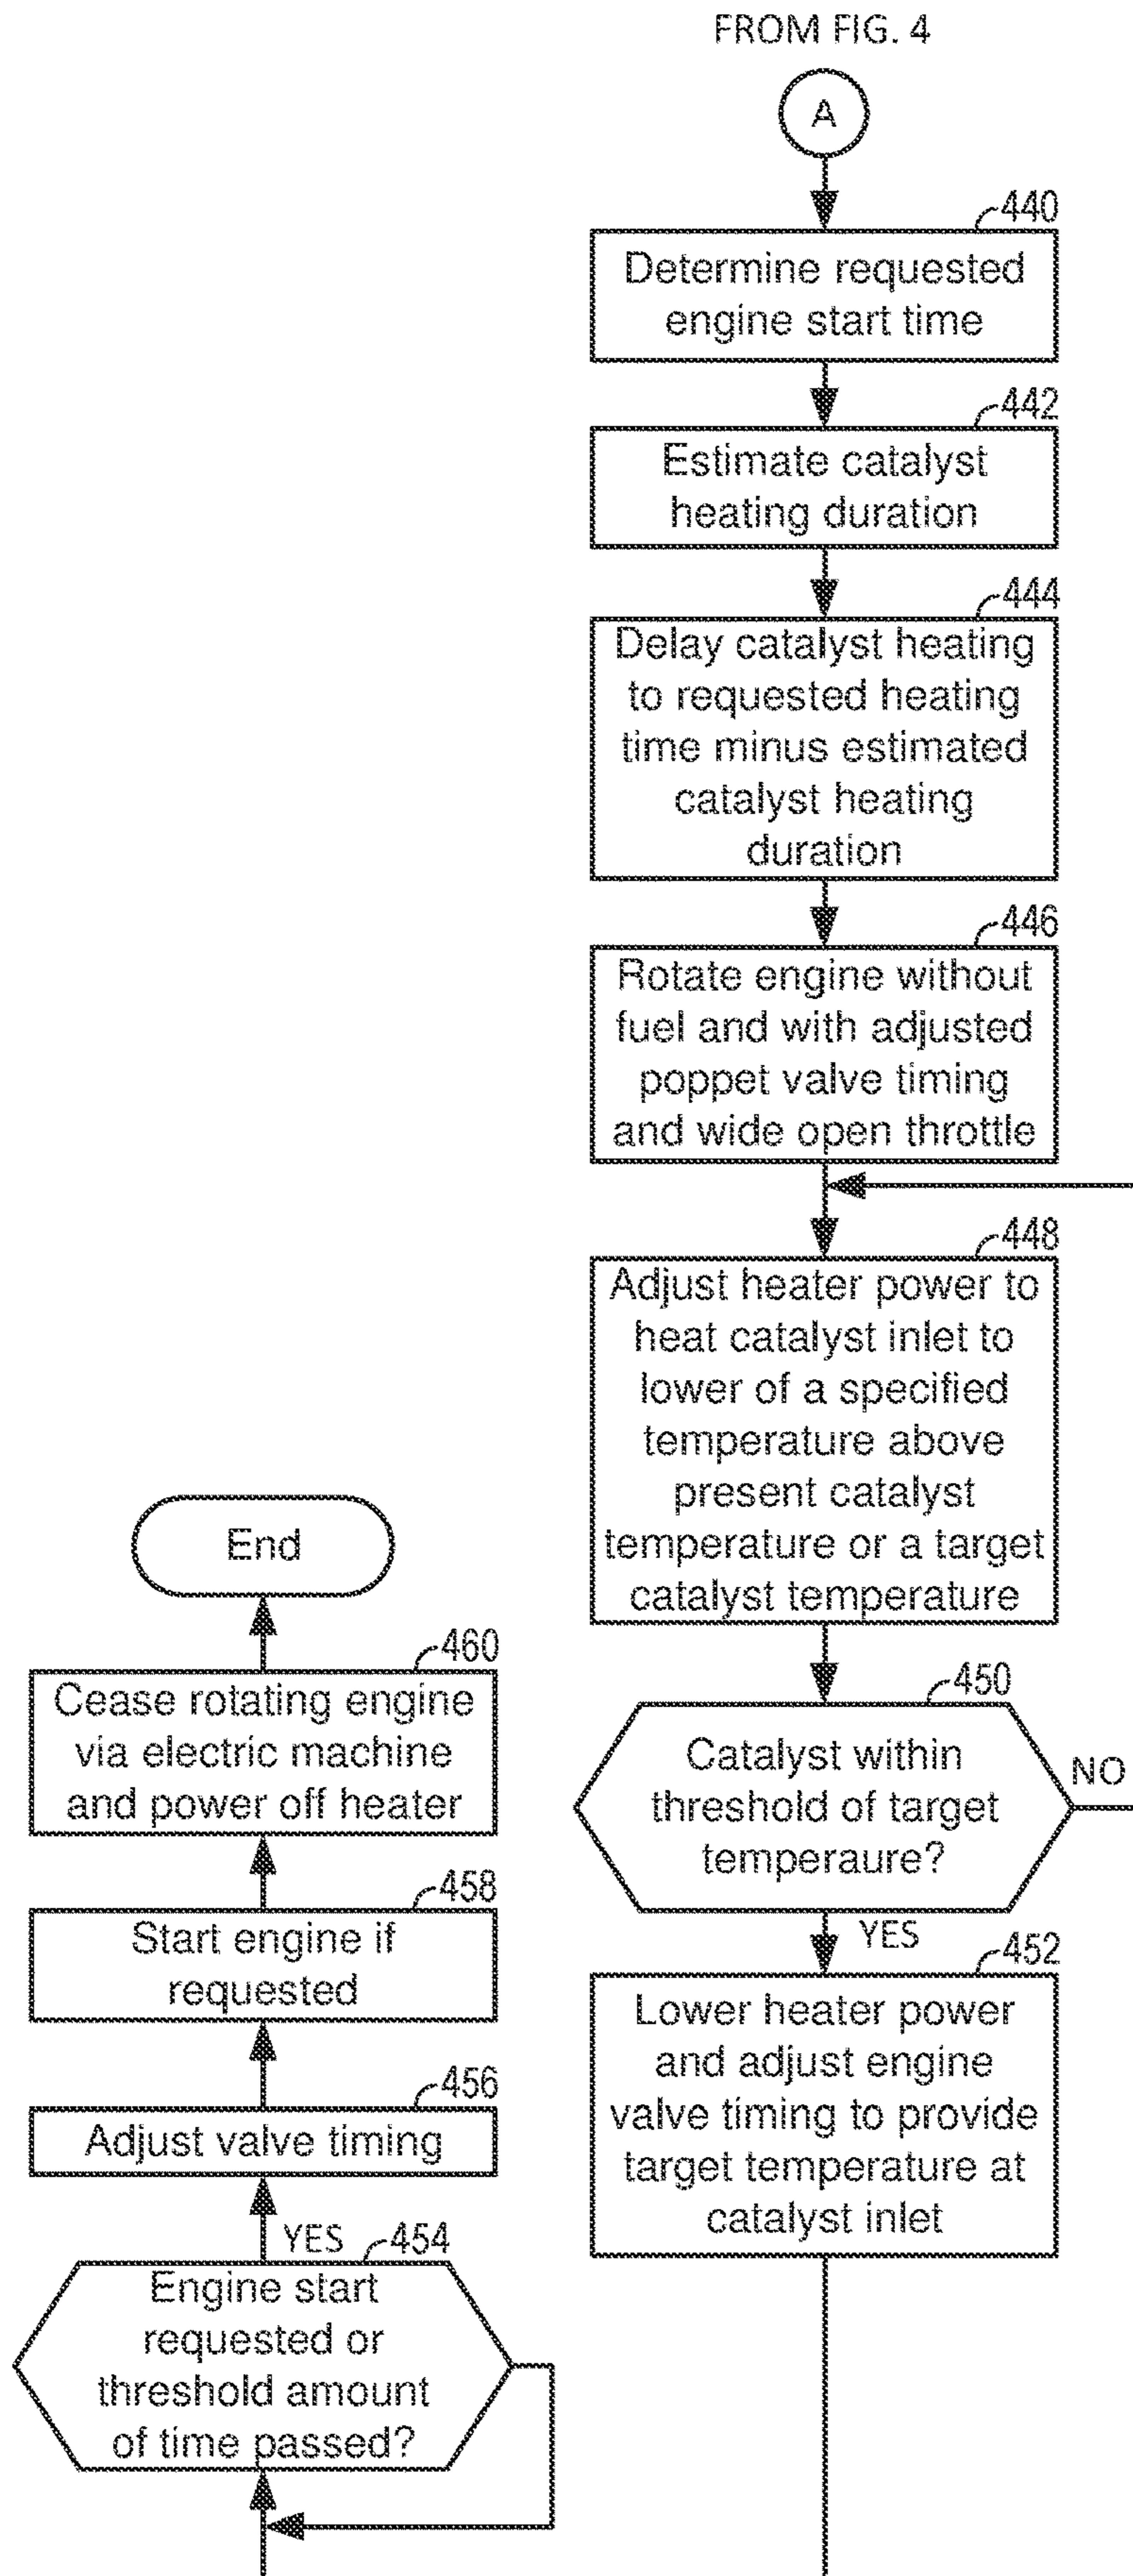 FROM FIG. 4
A
440
Determine requested
engine start time
442
Estimate catalyst
heating duration
444
Delay catalyst heating
to requested heating
time minus estimated
catalyst heating
duration
446
Rotate engine without
fuel and with adjusted
poppet valve timing
and wide open throttle
448
Adjust heater power to
heat catalyst inlet to
lower of a specified
temperature above
present catalyst
temperature or a target
catalyst temperature
450
Catalyst within
threshold of target
temperaure?
NO
YES
452
Lower heater power
and adjust engine
valve timing to provide
target temperature at
catalyst inlet
454
Engine start
requested or
threshold amount
of time passed?
YES
456
Adjust valve timing
458
Start engine if
requested
460
Cease rotating engine
via electric machine
and power off heater
End